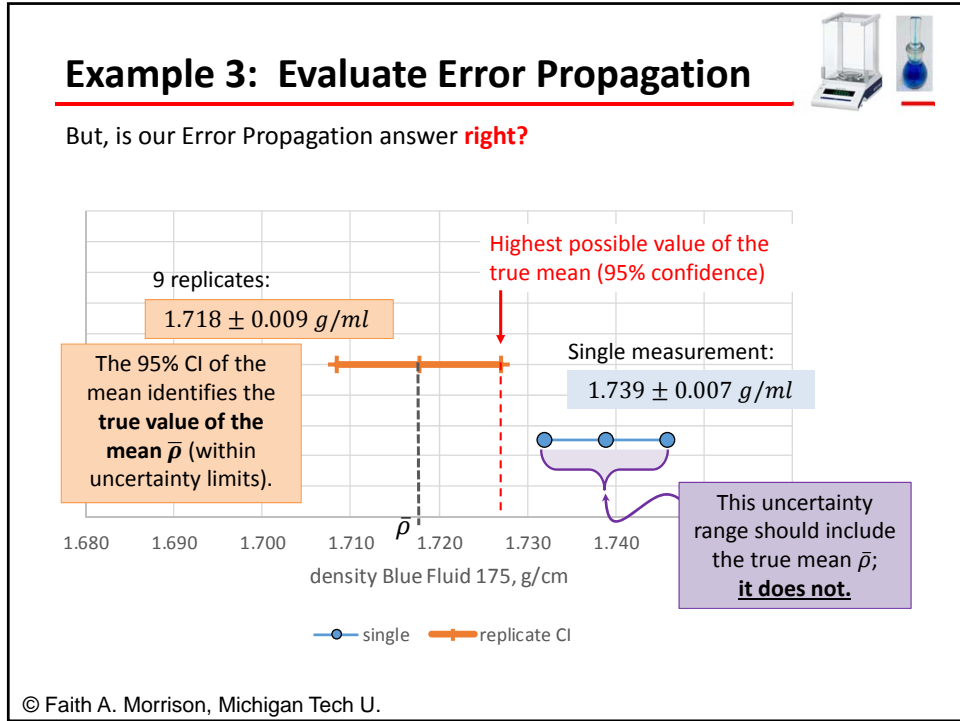 Example 3:  Evaluate Error Propagation
But, is our Error Propagation answer right?
Highest possible value of the
true mean (95% confidence)
9 replicates:
1.718 ± 0.009 g/ml
The 95% CI of the
mean identifies the
true value of the
mean ρ̅ (within
uncertainty limits).
Single measurement:
1.739 ± 0.007 g/ml
This uncertainty
range should include
the true mean ρ̅;
it does not.
ρ̅
1.680 1.690 1.700 1.710 1.720 1.730 1.740
density Blue Fluid 175, g/cm
single replicate CI
© Faith A. Morrison, Michigan Tech U.